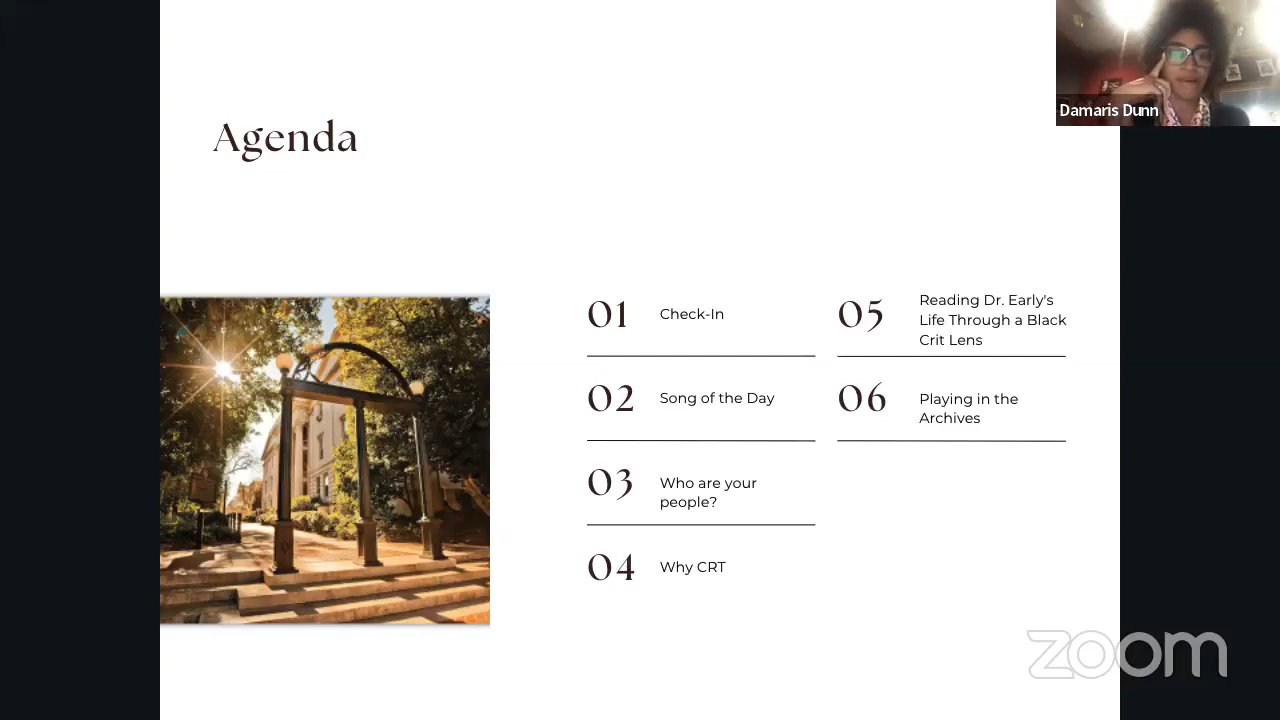 Agenda
Damaris Dunn
01
Check-In
02
Song of the Day
03
Who are your
people?
04
Why CRT
05
Reading Dr. Early's
Life Through a Black
Crit Lens
06
Playing in the
Archives
zoom